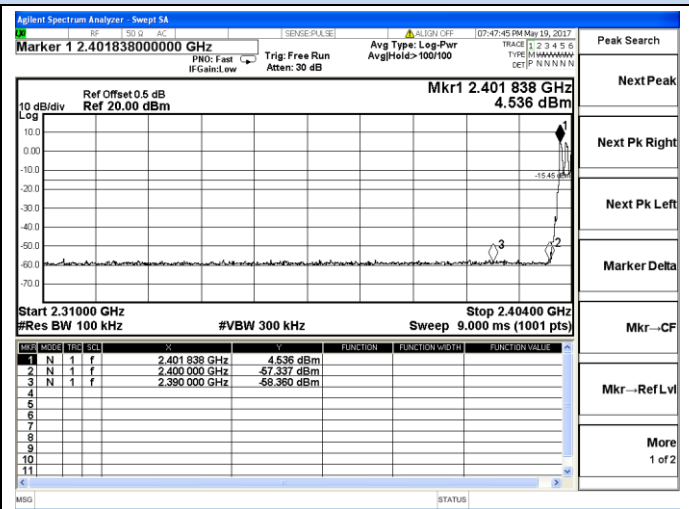 Agilent Spectrum Analyzer - Swept SA
RF 50 Ω AC SENSE:PULSE ALIGN OFF 07:47:45 PM May 19, 2017
Marker 1 2.401838000000 GHz
PNO: Fast Trig: Free Run
IFGain:Low Atten: 30 dB
Avg Type: Log-Pwr
Avg|Hold>100/100
TRACE 1 2 3 4 5 6
TYPE MWWWWW
DET P N N N N N
Peak Search
Ref Offset 0.5 dB
10 dB/div Ref 20.00 dBm
Log
Mkr1 2.401 838 GHz
4.536 dBm
10.0
0.00
-10.0
-20.0
-30.0
-40.0
-50.0
-60.0
-70.0
1
-15.45 dBm
3
2
Start 2.31000 GHz Stop 2.40400 GHz
#Res BW 100 kHz #VBW 300 kHz Sweep 9.000 ms (1001 pts)
MKR MODE TRC SCL X Y FUNCTION FUNCTION WIDTH FUNCTION VALUE
1 N 1 f 2.401 838 GHz 4.536 dBm
2 N 1 f 2.400 000 GHz -57.337 dBm
3 N 1 f 2.390 000 GHz -58.360 dBm
4
5
6
7
8
9
10
11
MSG STATUS
Next Peak
Next Pk Right
Next Pk Left
Marker Delta
Mkr→CF
Mkr→Ref Lvl
More
1 of 2